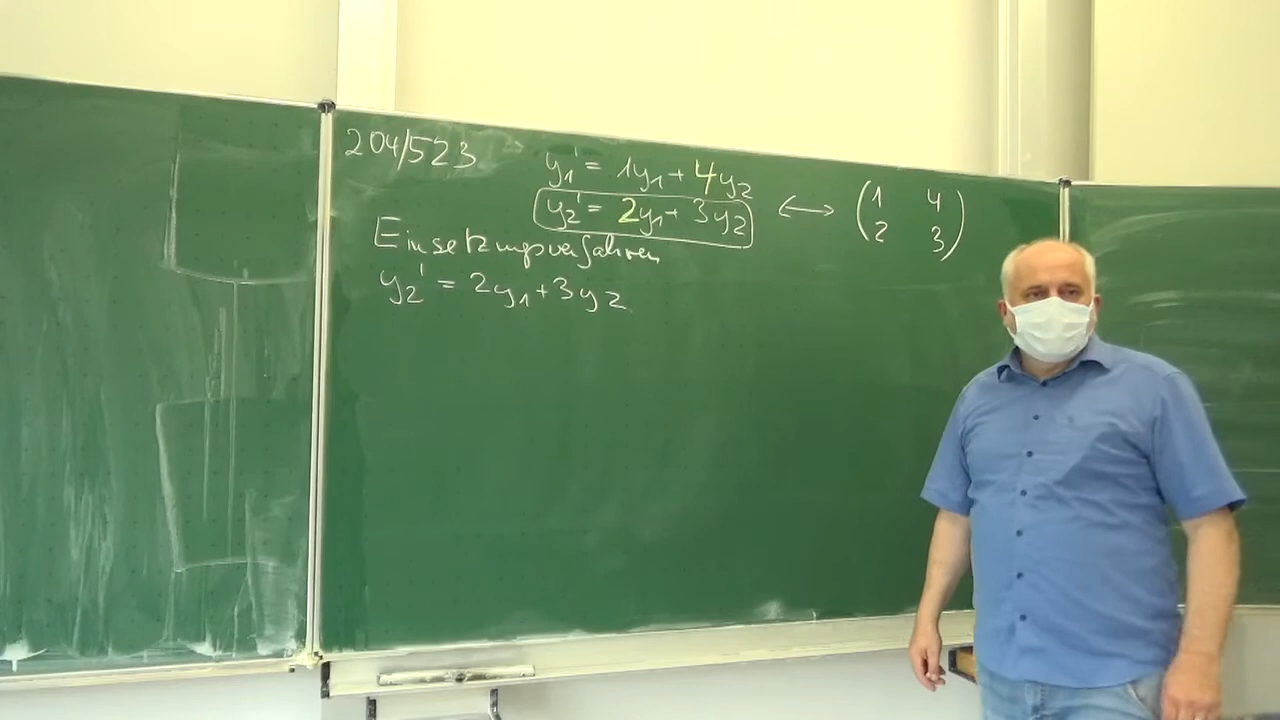 204/523
y₁' = 1y₁ + 4y₂
y₂' = 2y₁ + 3y₂ ⟷ (1 4
2 3)
Einsetzungsverfahren
y₂' = 2y₁ + 3y₂